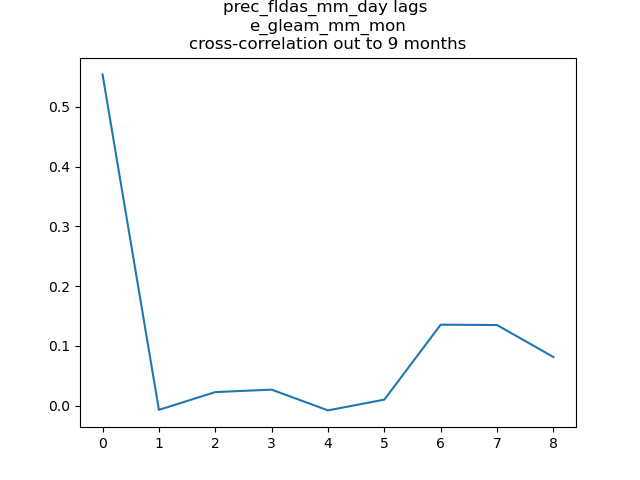 prec_fldas_mm_day lags
e_gleam_mm_mon
cross-correlation out to 9 months
0.5
0.4
0.3
0.2
0.1
0.0
0 1 2 3 4 5 6 7 8